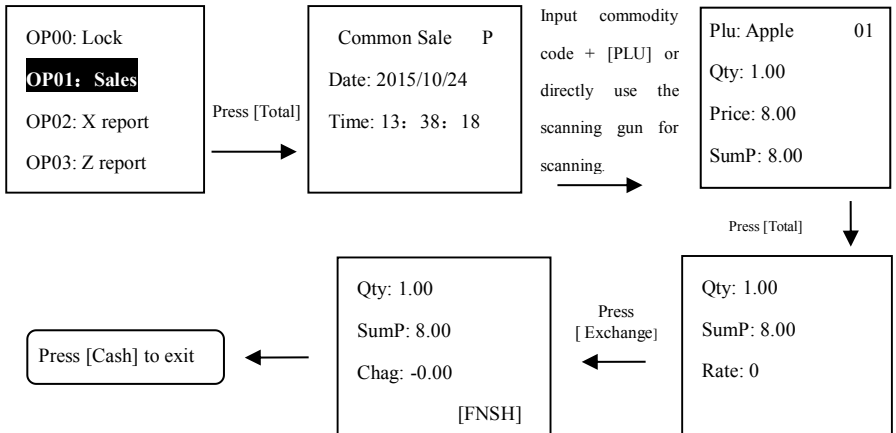 OP00: Lock
OP01： Sales
OP02: X report
OP03: Z report
Press [Total]
Common Sale P
Date: 2015/10/24
Time: 13： 38： 18
Input commodity
code + [PLU] or
directly use the
scanning gun for
scanning.
Plu: Apple 01
Qty: 1.00
Price: 8.00
SumP: 8.00
Press [Total]
Qty: 1.00
SumP: 8.00
Rate: 0
Press
[ Exchange]
Qty: 1.00
SumP: 8.00
Chag: -0.00
[FNSH]
Press [Cash] to exit